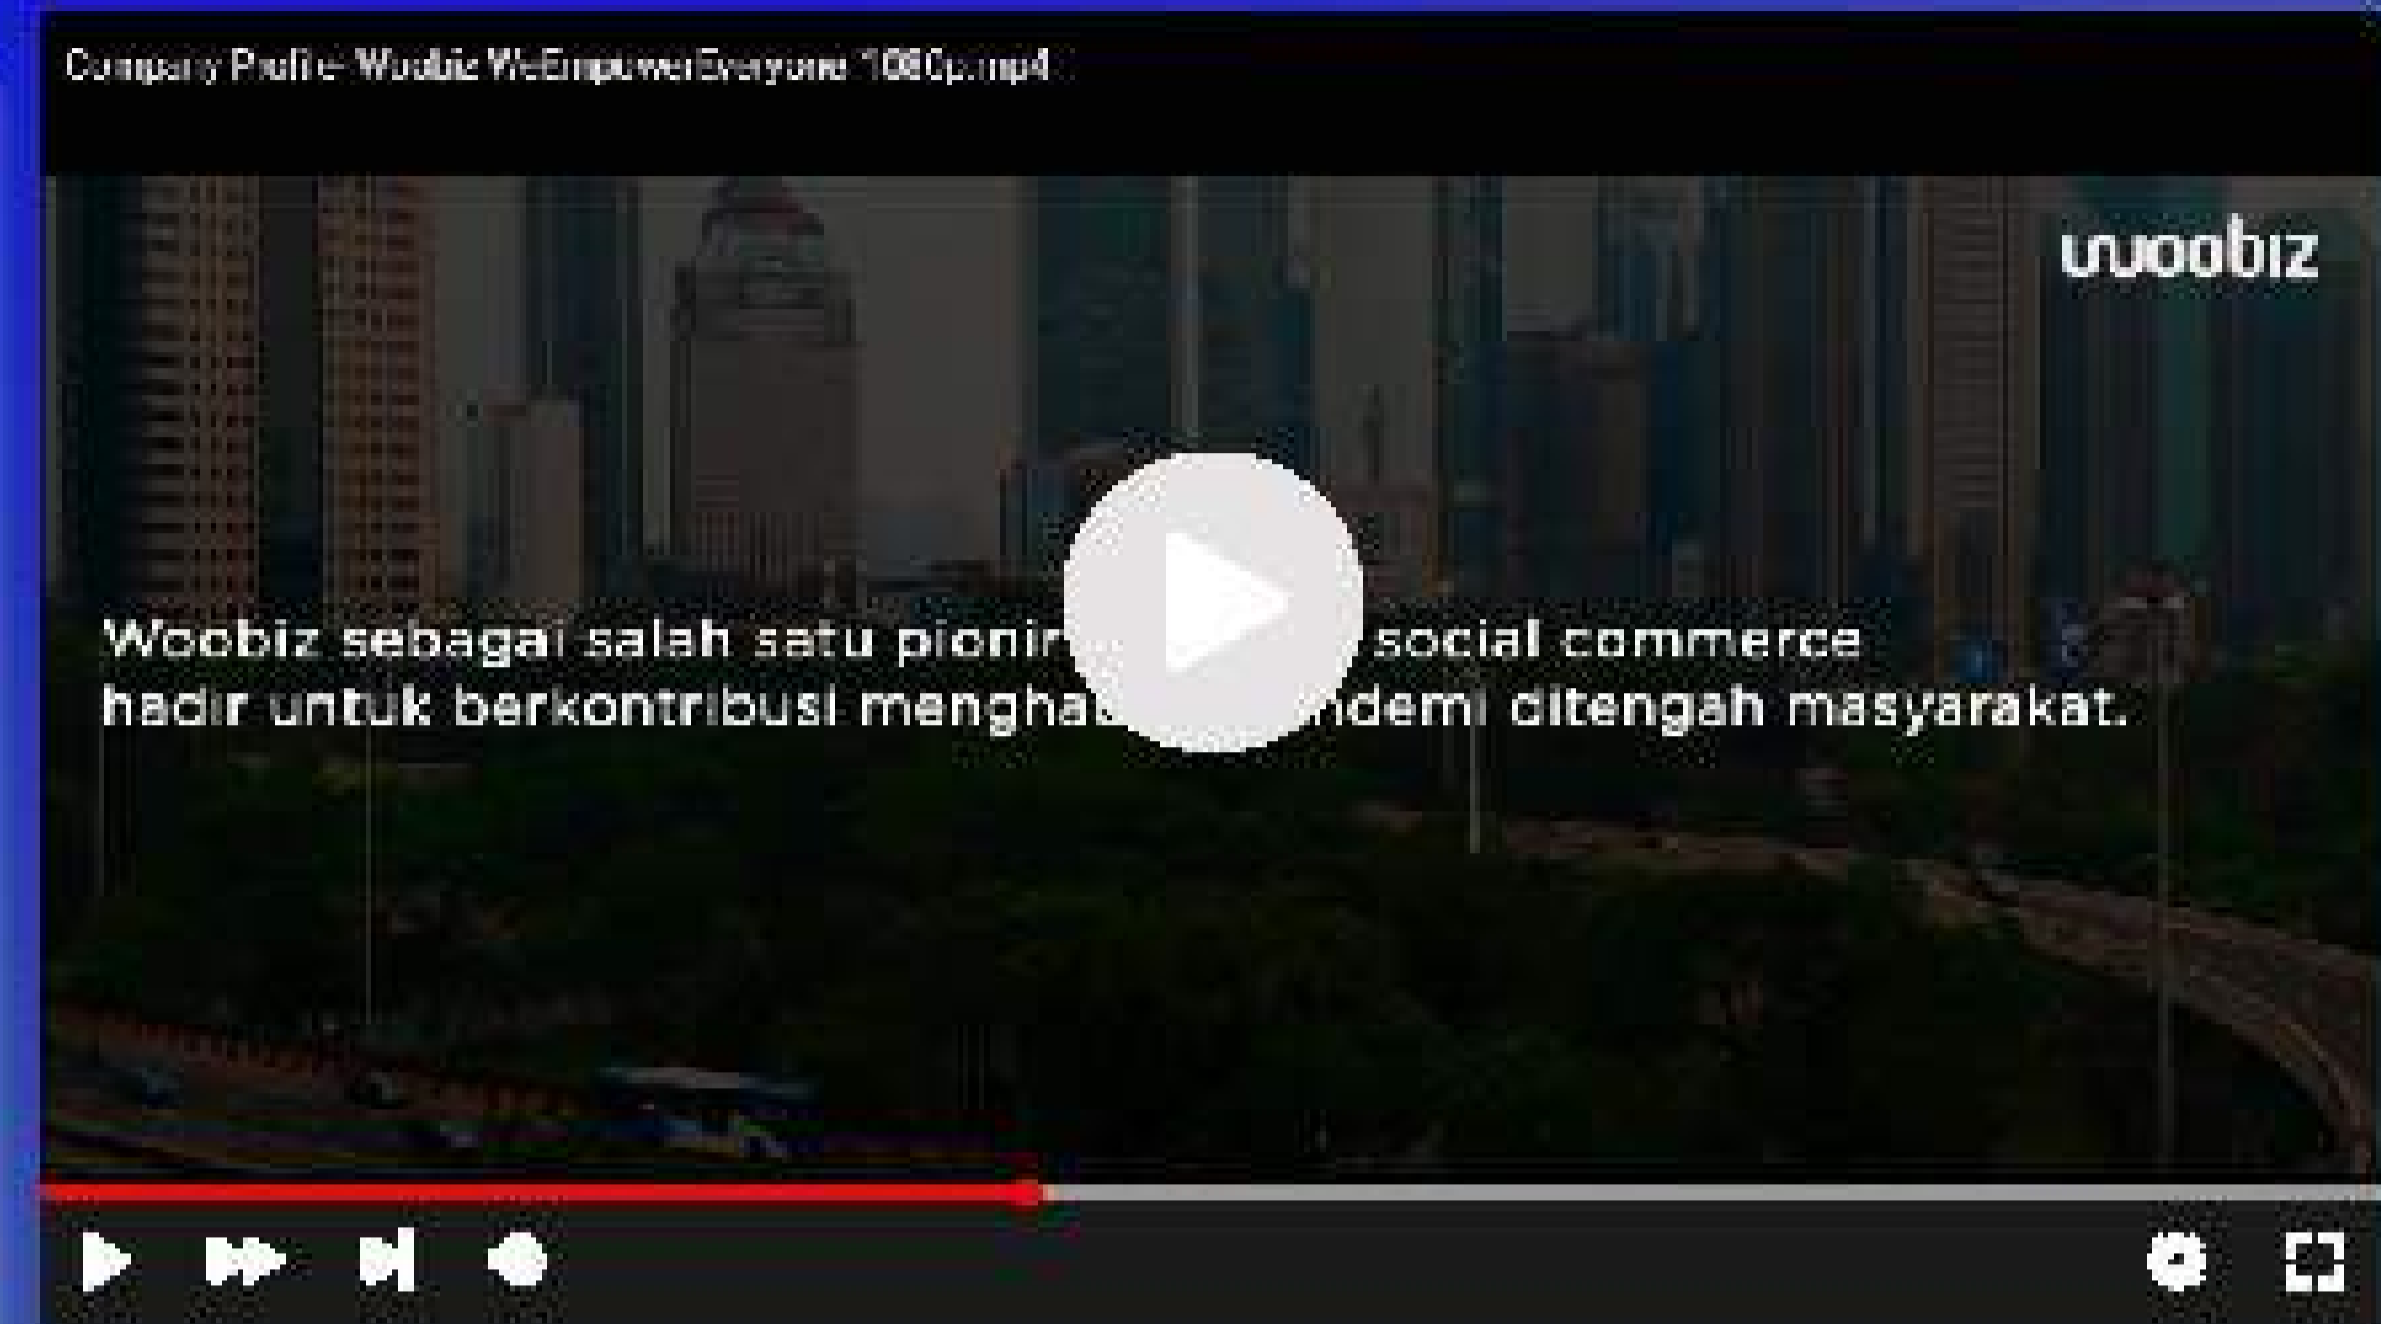 Company Profile- Woobiz WeEmpowerEveryone 1080p.mp4
woobiz
Woobiz sebagai salah satu pionir social commerce
hadir untuk berkontribusi ditengah masyarakat.